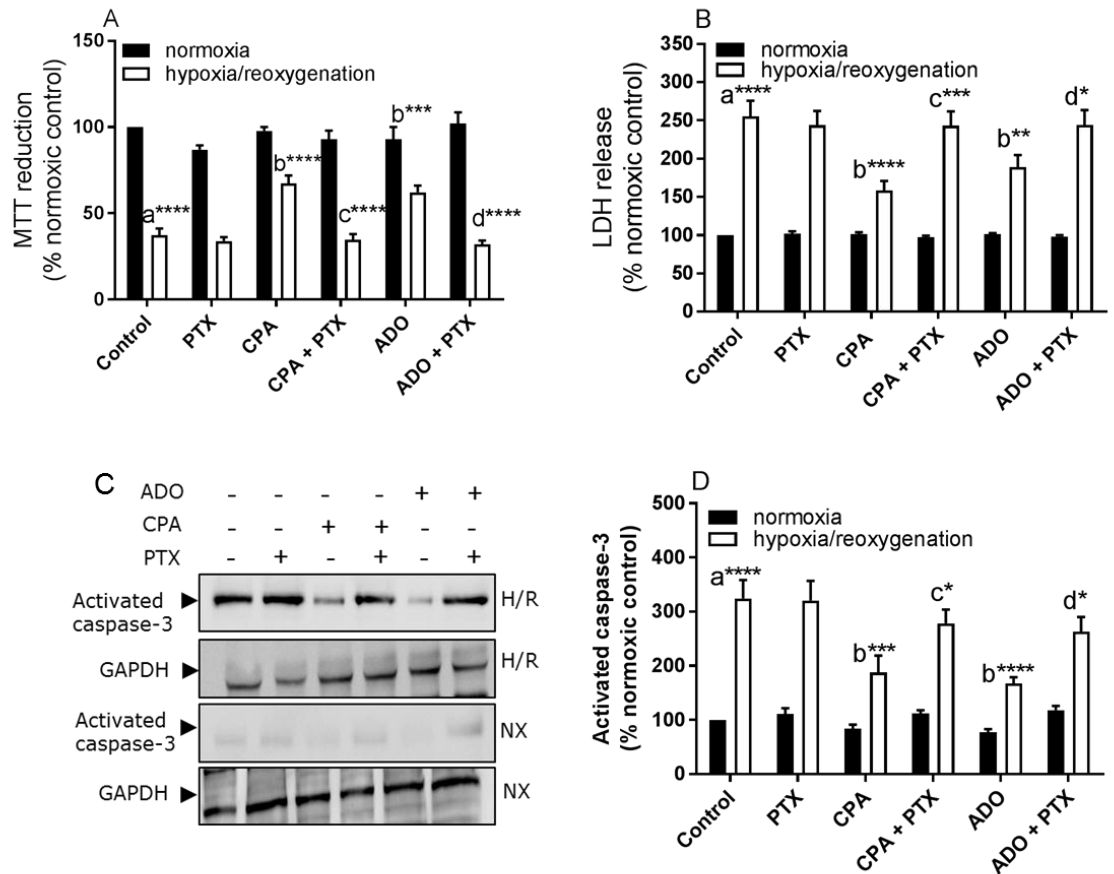 A
150
100
50
0
MTT reduction
(% normoxic control)
normoxia
hypoxia/reoxygenation
a****
b****
c****
b***
d****
Control
PTX
CPA
CPA + PTX
ADO
ADO + PTX
B
350
300
250
200
150
100
50
0
LDH release
(% normoxic control)
normoxia
hypoxia/reoxygenation
a****
b****
c***
b**
d*
Control
PTX
CPA
CPA + PTX
ADO
ADO + PTX
C
ADO - - - - + +
CPA - - + + - -
PTX - + - + - +
Activated
caspase-3
H/R
GAPDH
H/R
Activated
caspase-3
NX
GAPDH
NX
D
500
400
300
200
100
0
Activated caspase-3
(% normoxic control)
normoxia
hypoxia/reoxygenation
a****
b***
c*
b****
d*
Control
PTX
CPA
CPA + PTX
ADO
ADO + PTX